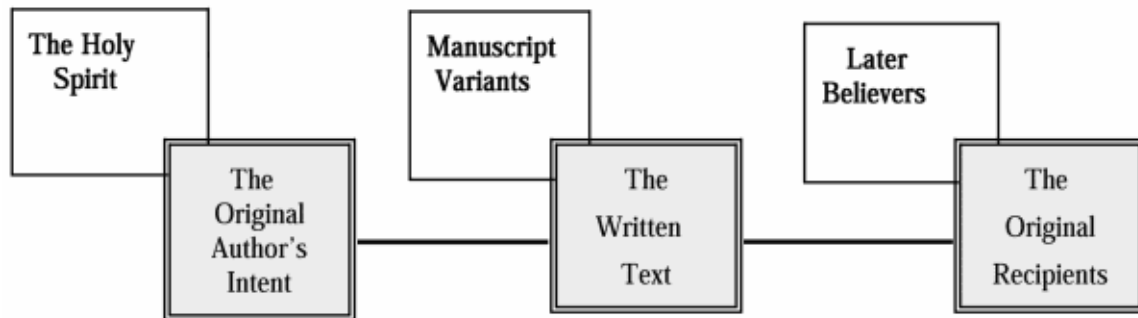 The Holy
Spirit
Manuscript
Variants
Later
Believers
The
Original
Author's
Intent
The
Written
Text
The
Original
Recipients